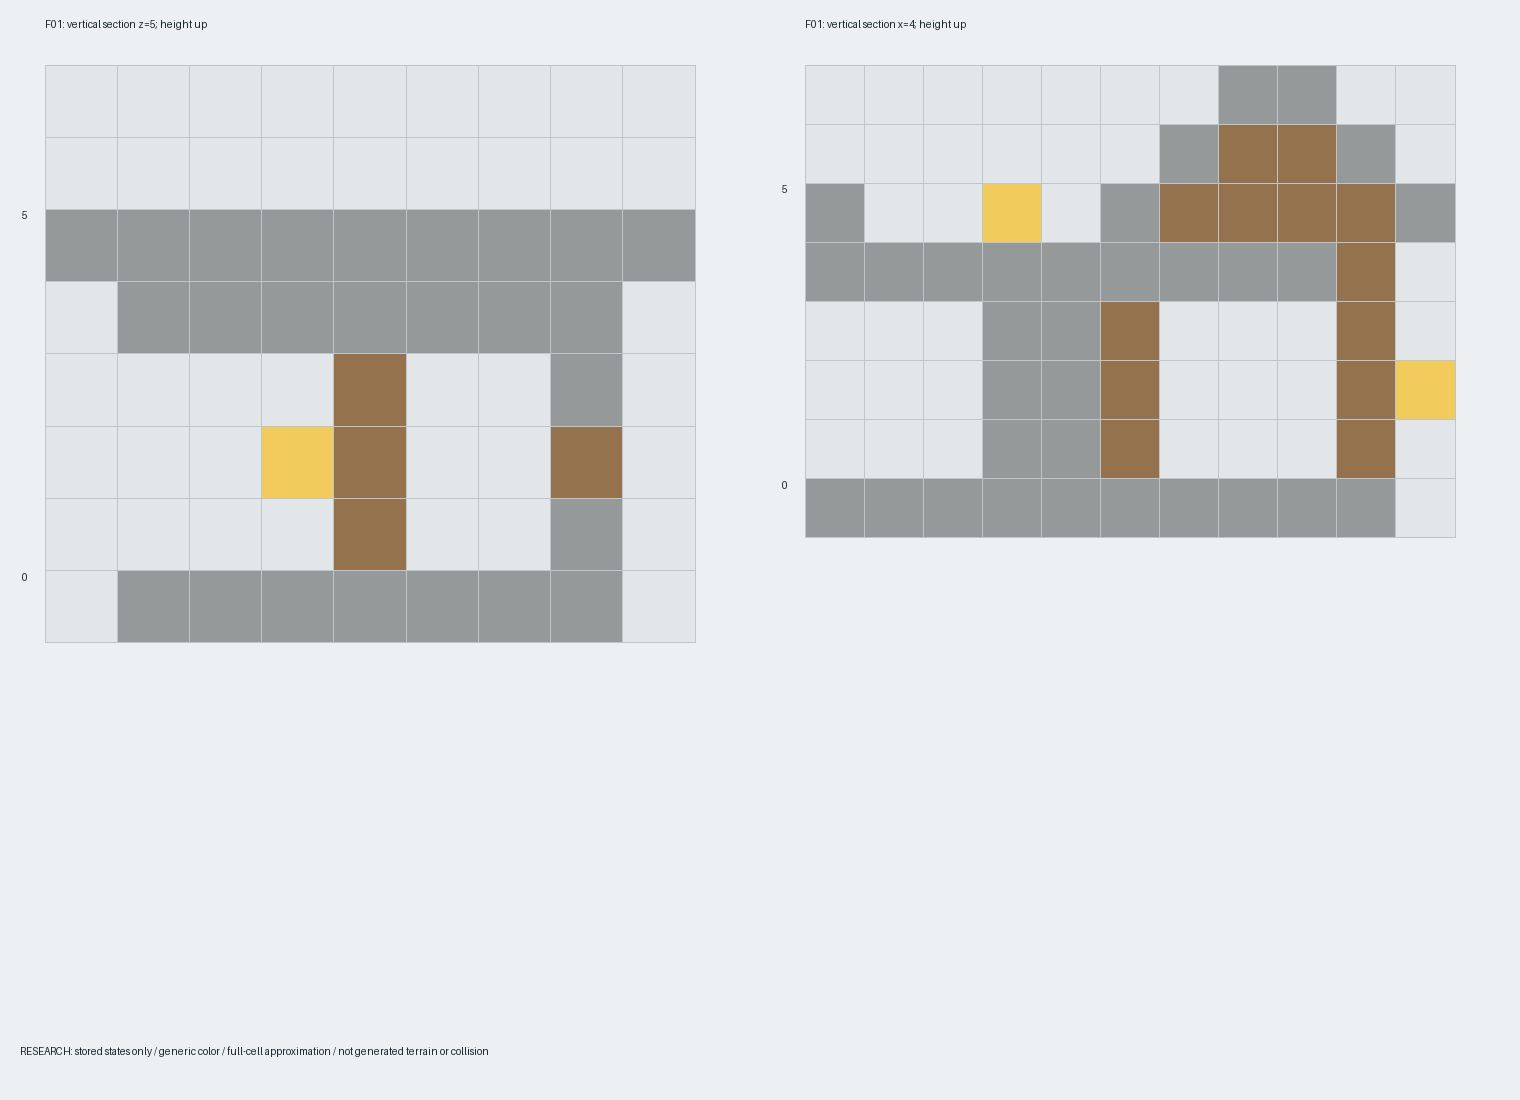 F01: vertical section z=5; height up
F01: vertical section x=4; height up
5
0
5
0
RESEARCH: stored states only / generic color / full-cell approximation / not generated terrain or collision